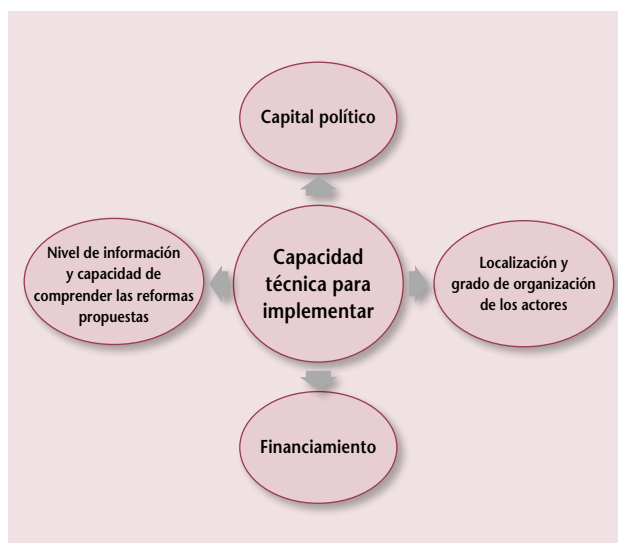 Capital político
Nivel de información
y capacidad de
comprender las reformas
propuestas
Capacidad
técnica para
implementar
Localización y
grado de organización
de los actores
Financiamiento